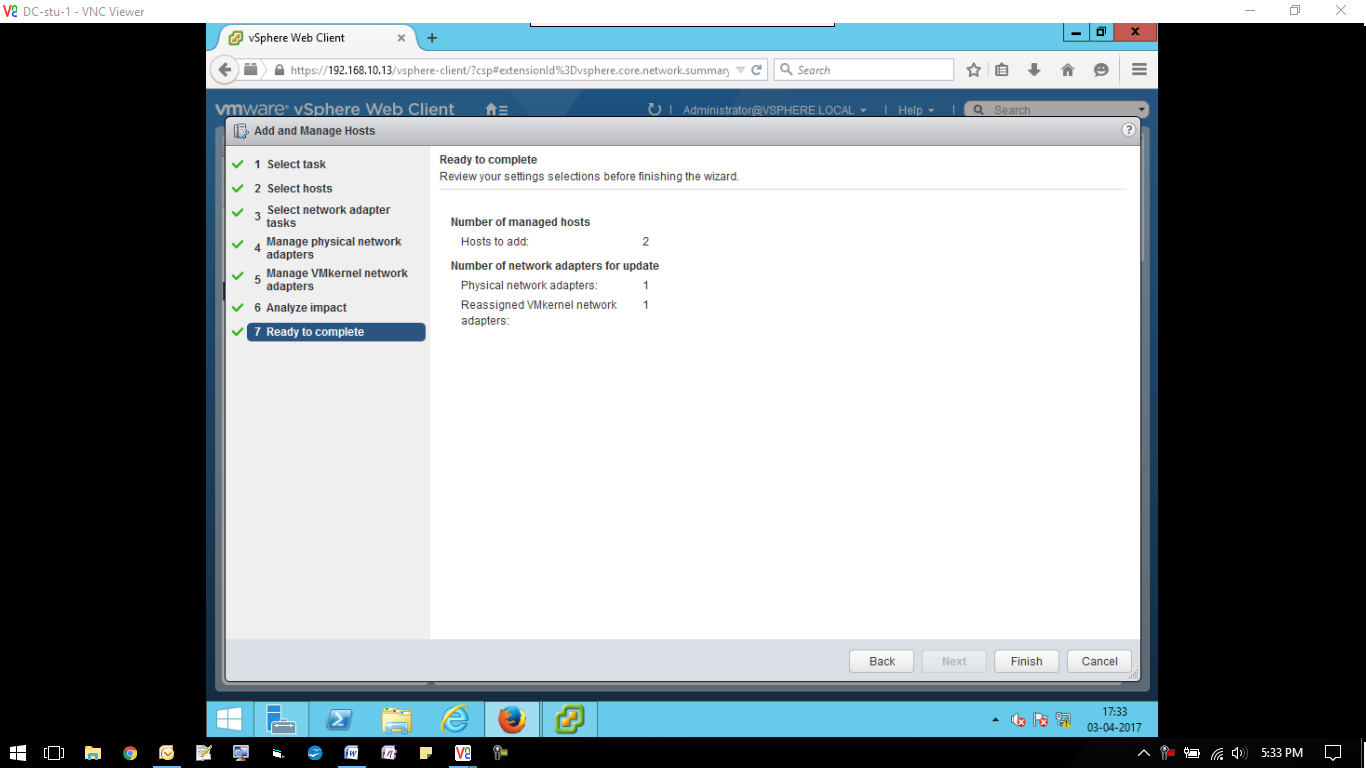 DC-stu-1 - VNC Viewer
vSphere Web Client
https://192.168.10.13/vsphere-client/?csp#extensionId%3Dvsphere.core.network.summary
Search
vmware® vSphere Web Client
Administrator@VSPHERE.LOCAL
Help
Search
Add and Manage Hosts
1 Select task
2 Select hosts
3 Select network adapter
tasks
4 Manage physical network
adapters
5 Manage VMkernel network
adapters
6 Analyze impact
7 Ready to complete
Ready to complete
Review your settings selections before finishing the wizard.
Number of managed hosts
Hosts to add: 2
Number of network adapters for update
Physical network adapters: 1
Reassigned VMkernel network 1
adapters:
Back
Next
Finish
Cancel
17:33
03-04-2017
5:33 PM